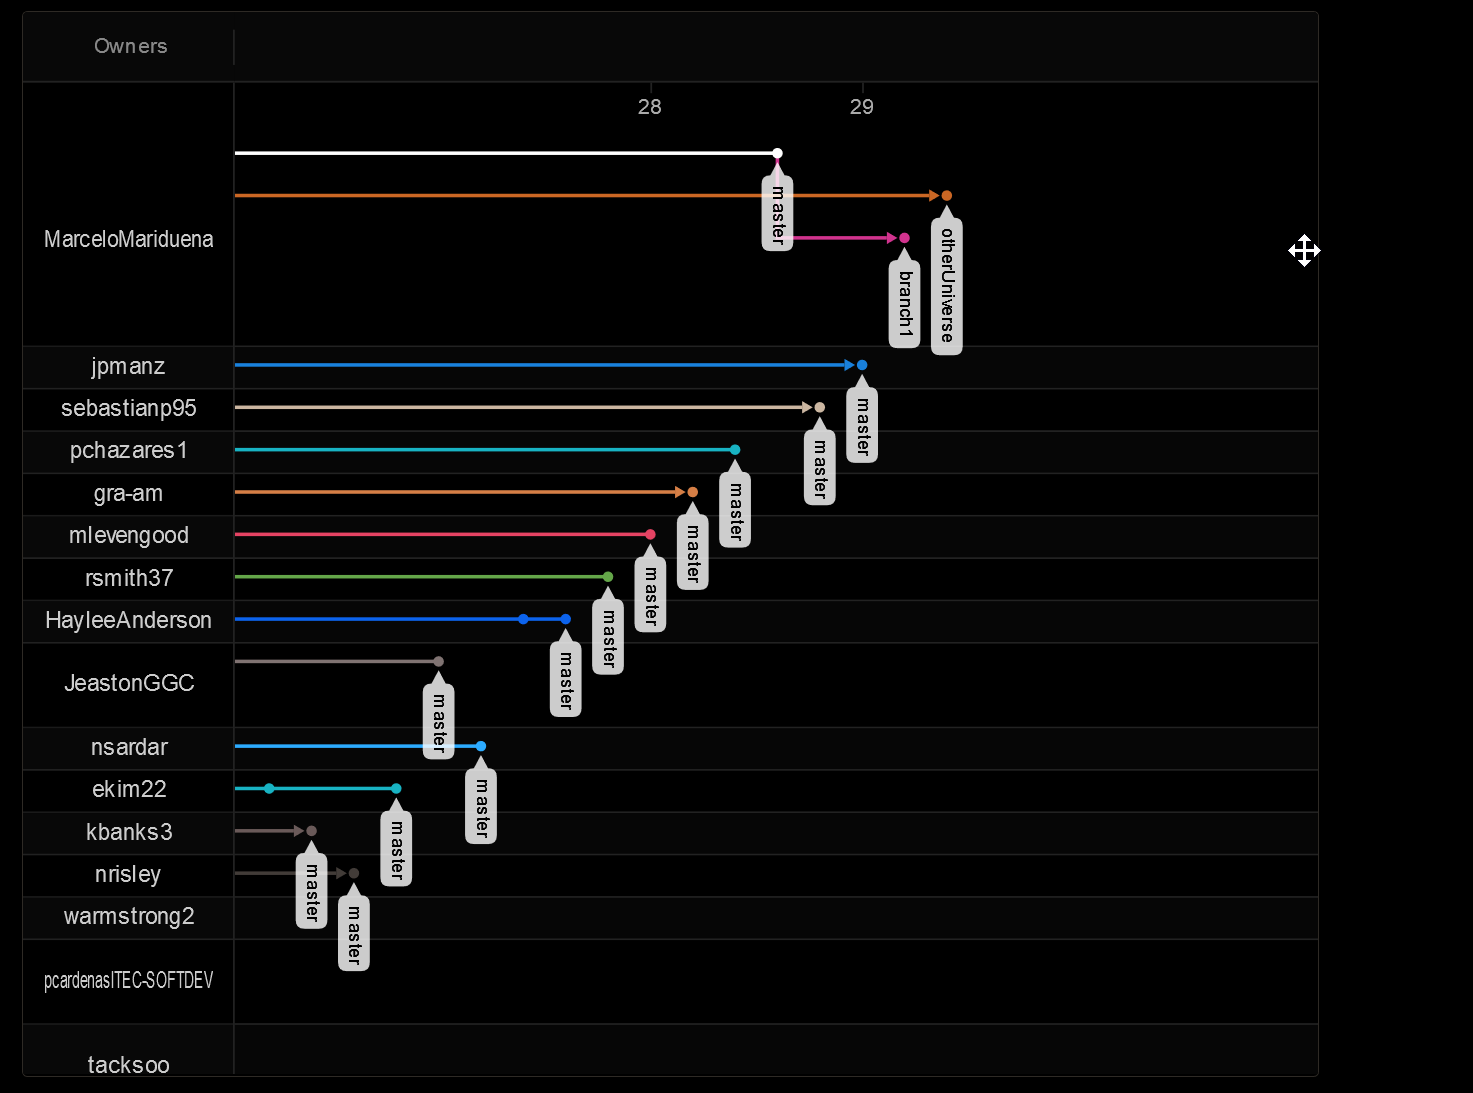 Owners
28 29
MarceloMariduena
master
branch1
otherUniverse
jpmanz
master
sebastianp95
master
pchazares1
master
gra-am
master
mlevengood
master
rsmith37
master
HayleeAnderson
master
JeastonGGC
master
nsardar
master
ekim22
master
kbanks3
master
nrisley
master
warmstrong2
pcardenasITEC-SOFTDEV
tacksoo